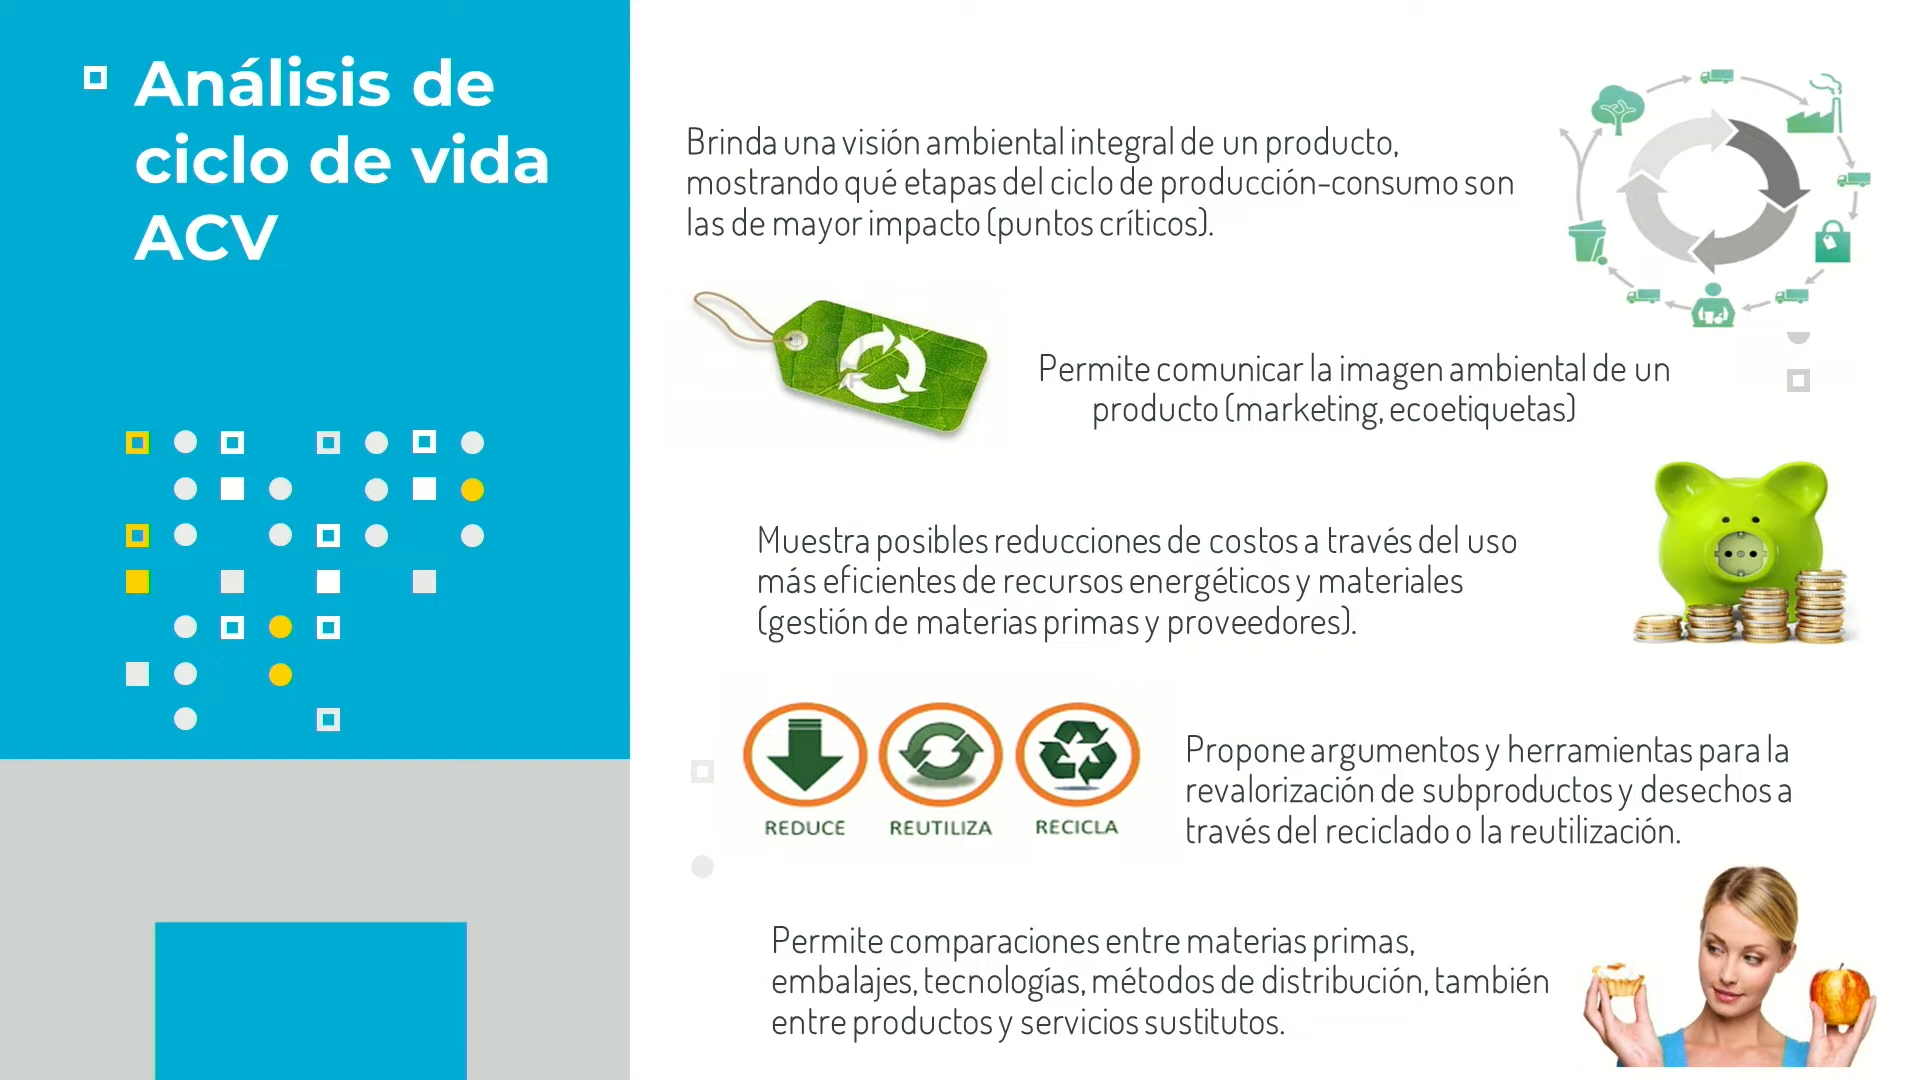 Análisis de
ciclo de vida
ACV
Brinda una visión ambiental integral de un producto,
mostrando qué etapas del ciclo de producción-consumo son
las de mayor impacto (puntos críticos).
Permite comunicar la imagen ambiental de un
producto (marketing, ecoetiquetas)
Muestra posibles reducciones de costos a través del uso
más eficientes de recursos energéticos y materiales
(gestión de materias primas y proveedores).
REDUCE REUTILIZA RECICLA
Propone argumentos y herramientas para la
revalorización de subproductos y desechos a
través del reciclado o la reutilización.
Permite comparaciones entre materias primas,
embalajes, tecnologías, métodos de distribución, también
entre productos y servicios sustitutos.